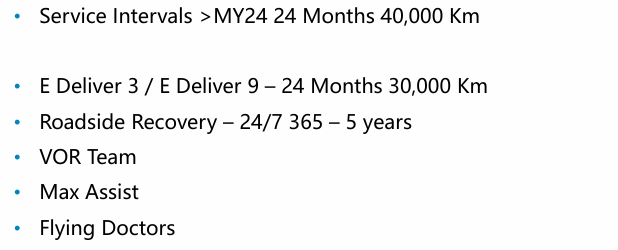 • Service Intervals >MY24 24 Months 40,000 Km
• E Deliver 3 / E Deliver 9 – 24 Months 30,000 Km
• Roadside Recovery – 24/7 365 – 5 years
• VOR Team
• Max Assist
• Flying Doctors